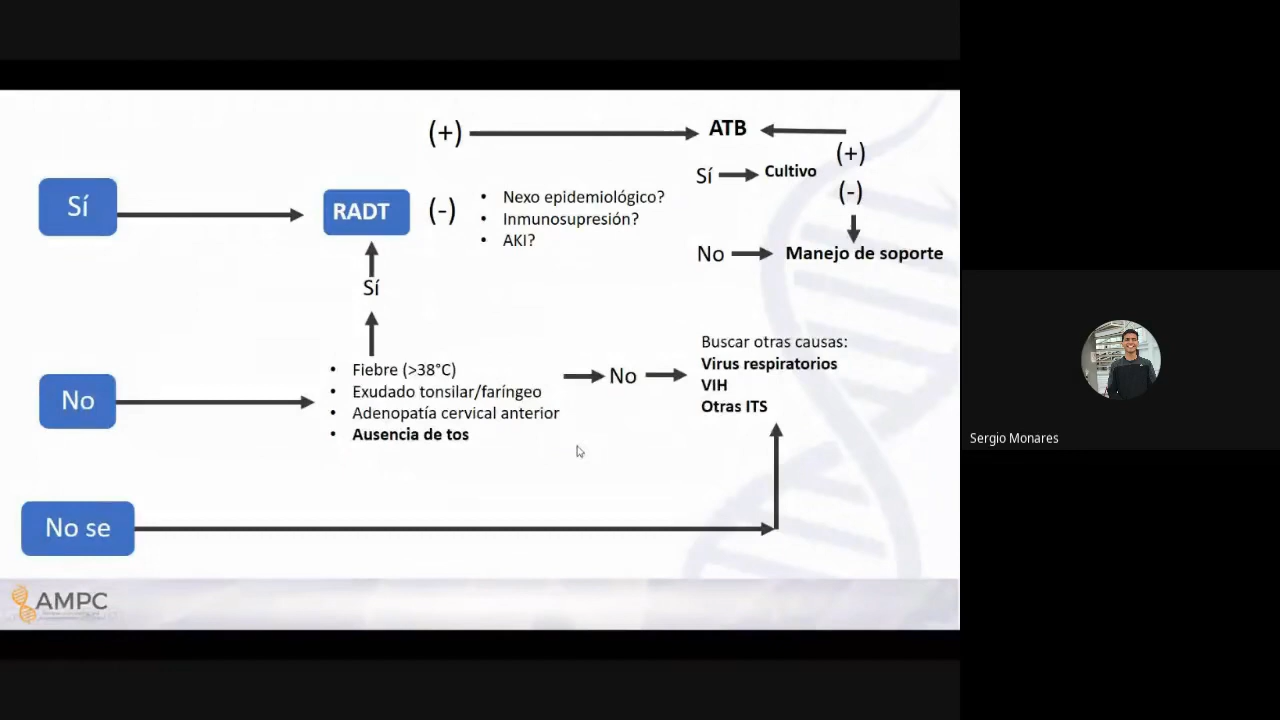 (+)
ATB
(+)
Sí
Cultivo
(-)
Sí
RADT
(-)
• Nexo epidemiológico?
• Inmunosupresión?
• AKI?
No
Manejo de soporte
Sí
Buscar otras causas:
Virus respiratorios
VIH
Otras ITS
No
• Fiebre (>38°C)
• Exudado tonsilar/faríngeo
• Adenopatía cervical anterior
• Ausencia de tos
No
No se
AMPC
Sergio Monares